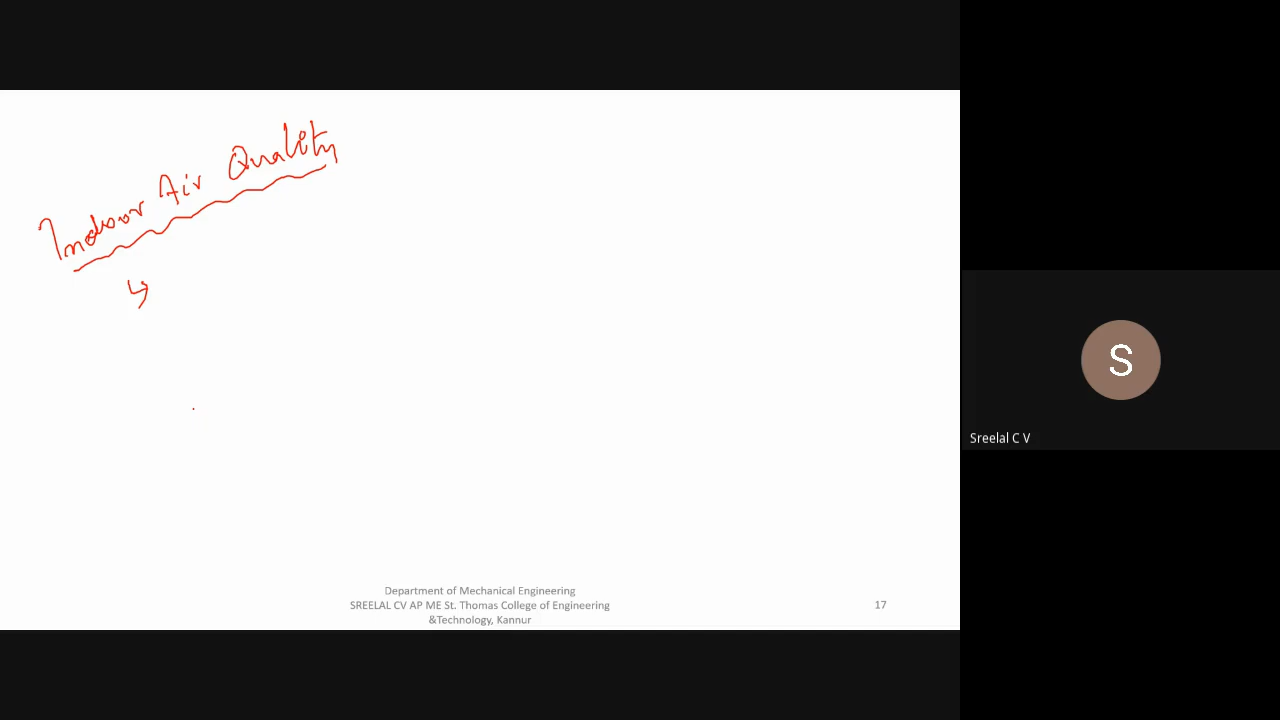 Indoor Air Quality
Department of Mechanical Engineering
SREELAL CV AP ME St. Thomas College of Engineering
&Technology, Kannur
17
S
Sreelal C V